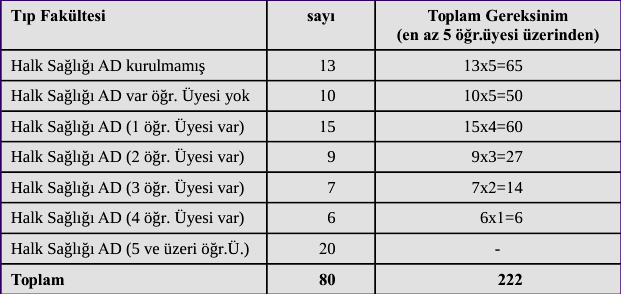 Tıp Fakültesi sayı Toplam Gereksinim
(en az 5 öğr.üyesi üzerinden)
Halk Sağlığı AD kurulmamış 13 13x5=65
Halk Sağlığı AD var öğr. Üyesi yok 10 10x5=50
Halk Sağlığı AD (1 öğr. Üyesi var) 15 15x4=60
Halk Sağlığı AD (2 öğr. Üyesi var) 9 9x3=27
Halk Sağlığı AD (3 öğr. Üyesi var) 7 7x2=14
Halk Sağlığı AD (4 öğr. Üyesi var) 6 6x1=6
Halk Sağlığı AD (5 ve üzeri öğr.Ü.) 20 -
Toplam 80 222